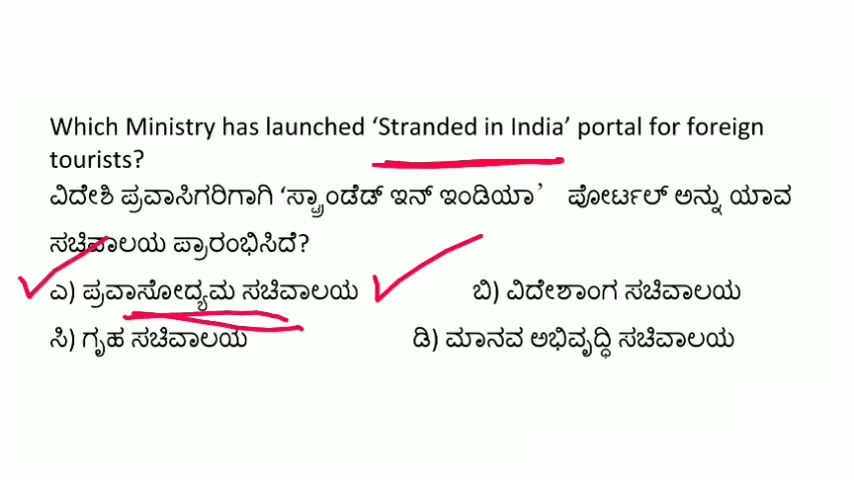 Which Ministry has launched ‘Stranded in India’ portal for foreign
tourists?
ವಿದೇಶಿ ಪ್ರವಾಸಿಗರಿಗಾಗಿ ‘ಸ್ಟ್ರಾಂಡೆಡ್ ಇನ್ ಇಂಡಿಯಾ’ ಪೋರ್ಟಲ್ ಅನ್ನು ಯಾವ
ಸಚಿವಾಲಯ ಪ್ರಾರಂಭಿಸಿದೆ?
ಎ) ಪ್ರವಾಸೋದ್ಯಮ ಸಚಿವಾಲಯ ಬಿ) ವಿದೇಶಾಂಗ ಸಚಿವಾಲಯ
ಸಿ) ಗೃಹ ಸಚಿವಾಲಯ ಡಿ) ಮಾನವ ಅಭಿವೃದ್ಧಿ ಸಚಿವಾಲಯ